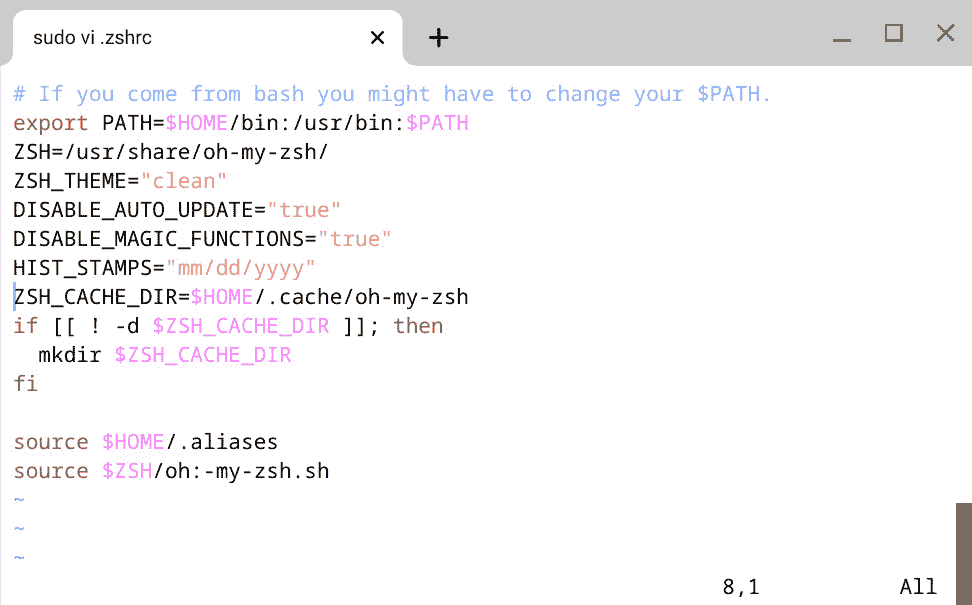 sudo vi .zshrc
# If you come from bash you might have to change your $PATH.
export PATH=$HOME/bin:/usr/bin:$PATH
ZSH=/usr/share/oh-my-zsh/
ZSH_THEME="clean"
DISABLE_AUTO_UPDATE="true"
DISABLE_MAGIC_FUNCTIONS="true"
HIST_STAMPS="mm/dd/yyyy"
ZSH_CACHE_DIR=$HOME/.cache/oh-my-zsh
if [[ ! -d $ZSH_CACHE_DIR ]]; then
  mkdir $ZSH_CACHE_DIR
fi
source $HOME/.aliases
source $ZSH/oh:-my-zsh.sh
~
~
~
8,1 All